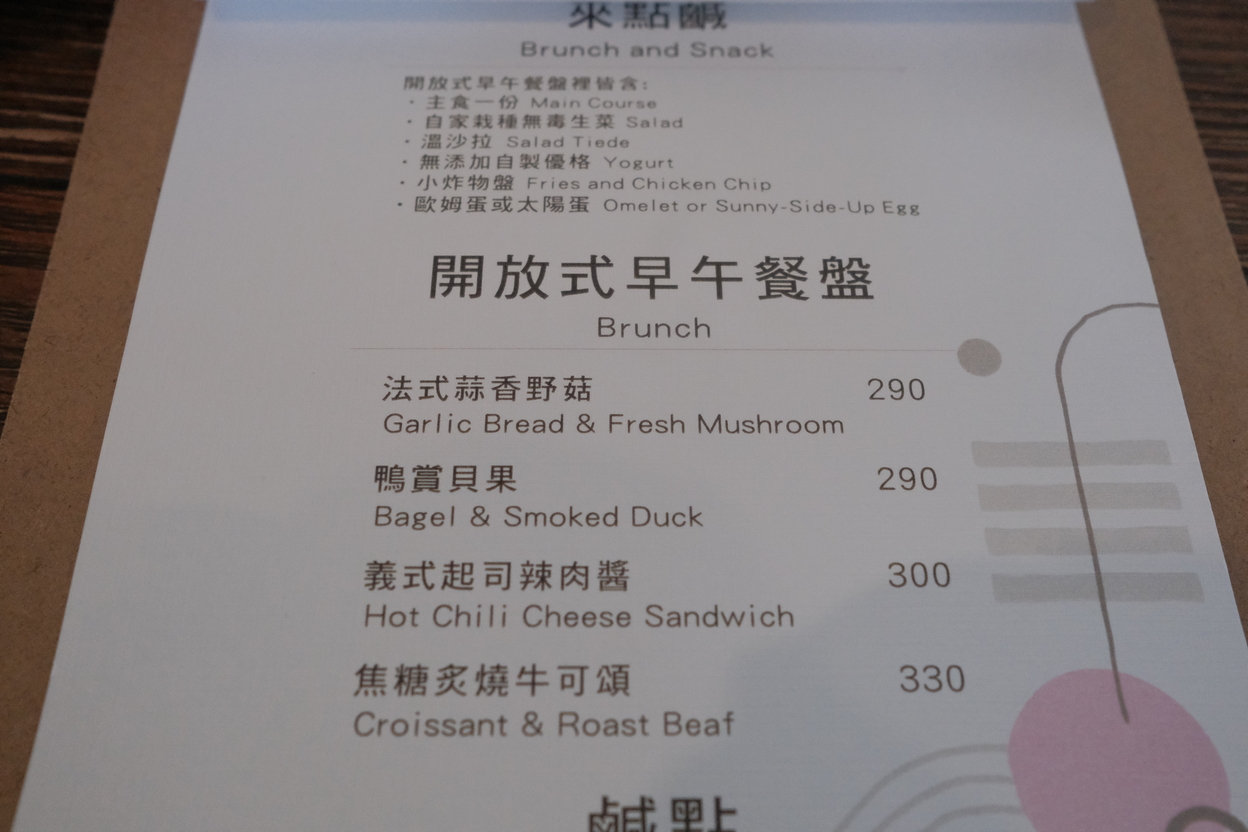 來點鹹
Brunch and Snack
開放式早午餐盤裡皆含:
・主食一份 Main Course
・自家栽種無毒生菜 Salad
・溫沙拉 Salad Tiede
・無添加自製優格 Yogurt
・小炸物盤 Fries and Chicken Chip
・歐姆蛋或太陽蛋 Omelet or Sunny-Side-Up Egg
開放式早午餐盤
Brunch
法式蒜香野菇 290
Garlic Bread & Fresh Mushroom
鴨賞貝果 290
Bagel & Smoked Duck
義式起司辣肉醬 300
Hot Chili Cheese Sandwich
焦糖炙燒牛可頌 330
Croissant & Roast Beaf
鹹點